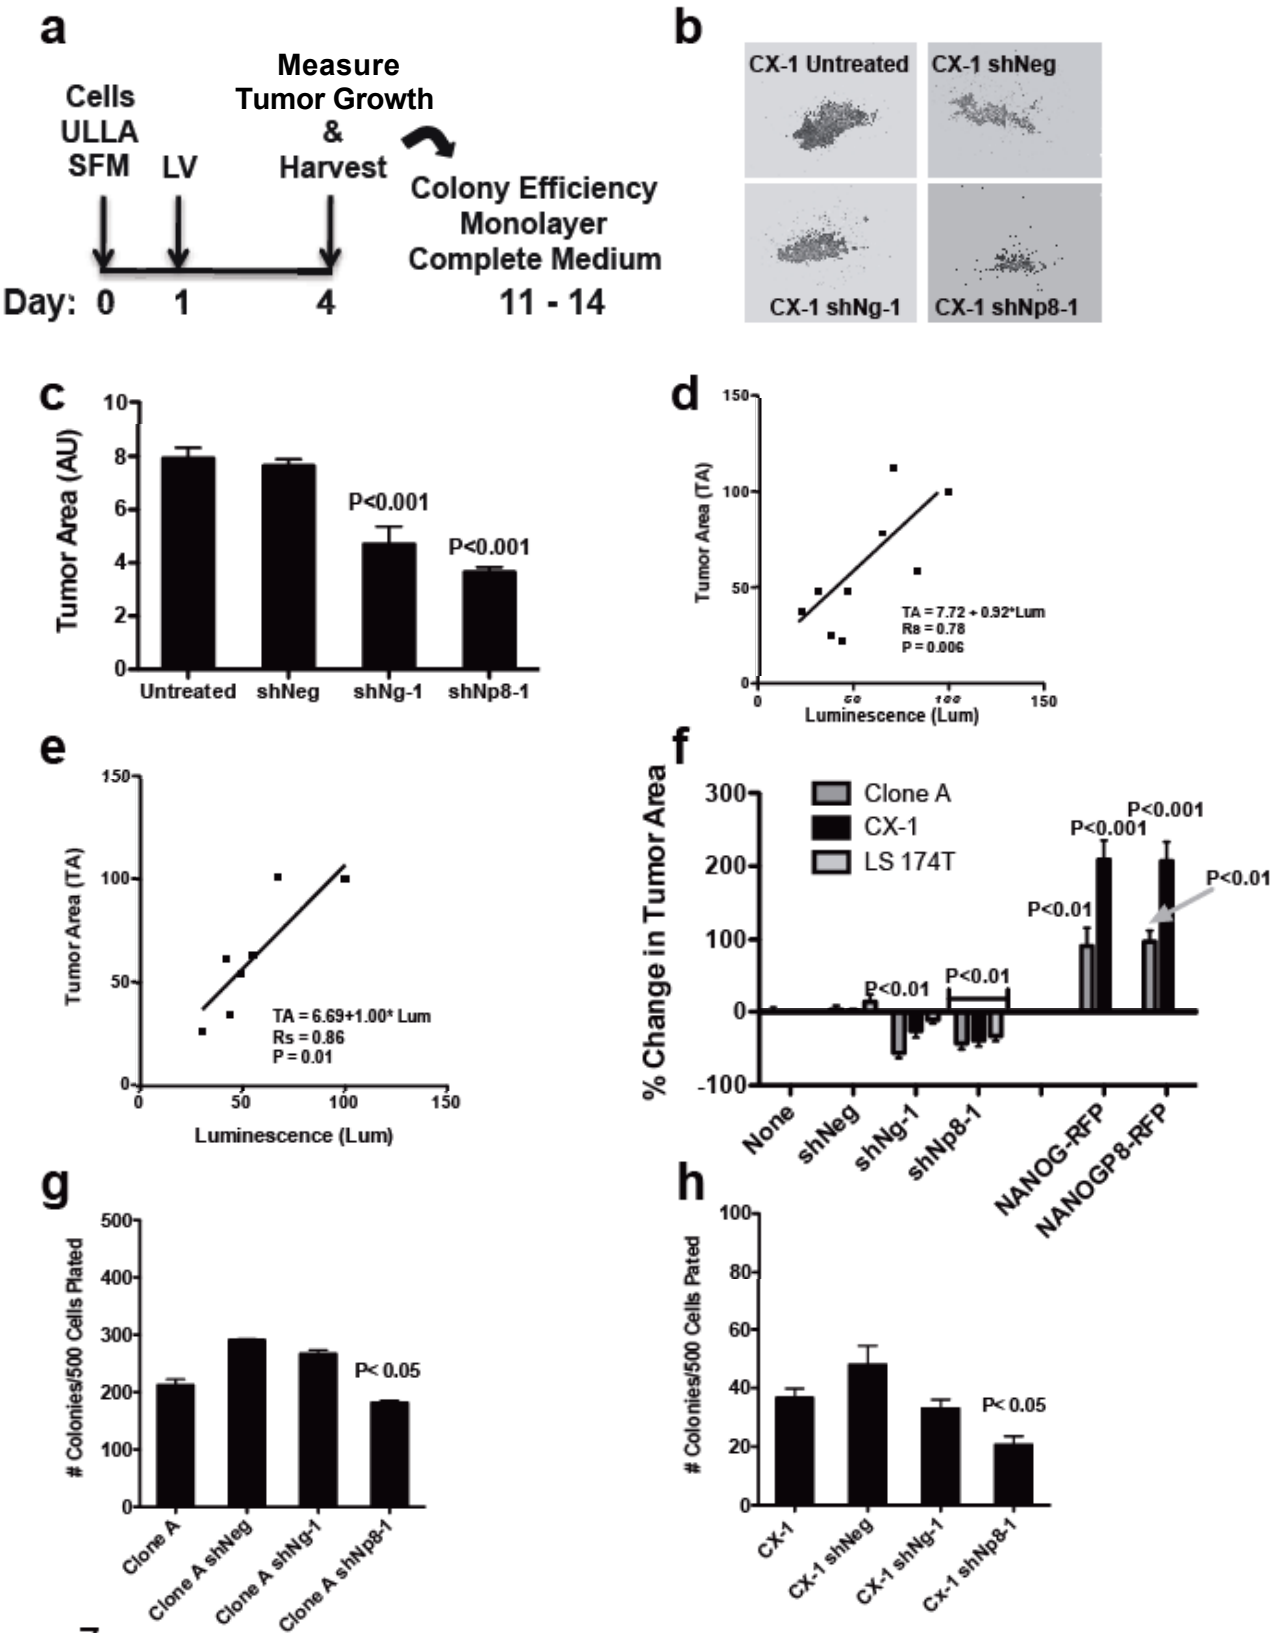 a
Cells
ULLA
SFM
LV
Measure
Tumor Growth
&
Harvest
Colony Efficiency
Monolayer
Complete Medium
Day: 0 1 4 11 - 14
b
CX-1 Untreated
CX-1 shNeg
CX-1 shNg-1
CX-1 shNp8-1
c
Tumor Area (AU)
10
8
6
4
2
0
P<0.001
P<0.001
Untreated shNeg shNg-1 shNp8-1
d
Tumor Area (TA)
150
100
50
0
TA = 7.72 + 0.92*Lum
Rs = 0.78
P = 0.006
0 150
Luminescence (Lum)
e
Tumor Area (TA)
150
100
50
0
TA = 6.69+1.00* Lum
Rs = 0.86
P = 0.01
0 50 100 150
Luminescence (Lum)
f
% Change in Tumor Area
300
200
100
0
-100
Clone A
CX-1
LS 174T
P<0.01
P<0.01
P<0.01
P<0.001
P<0.001
P<0.01
None
shNeg
shNg-1
shNp8-1
NANOG-RFP
NANOGP8-RFP
g
# Colonies/500 Cells Plated
500
400
300
200
100
0
P< 0.05
Clone A
Clone A shNeg
Clone A shNg-1
Clone A shNp8-1
h
# Colonies/500 Cells Pated
100
80
60
40
20
0
P< 0.05
CX-1
CX-1 shNeg
CX-1 shNg-1
Cx-1 shNp8-1